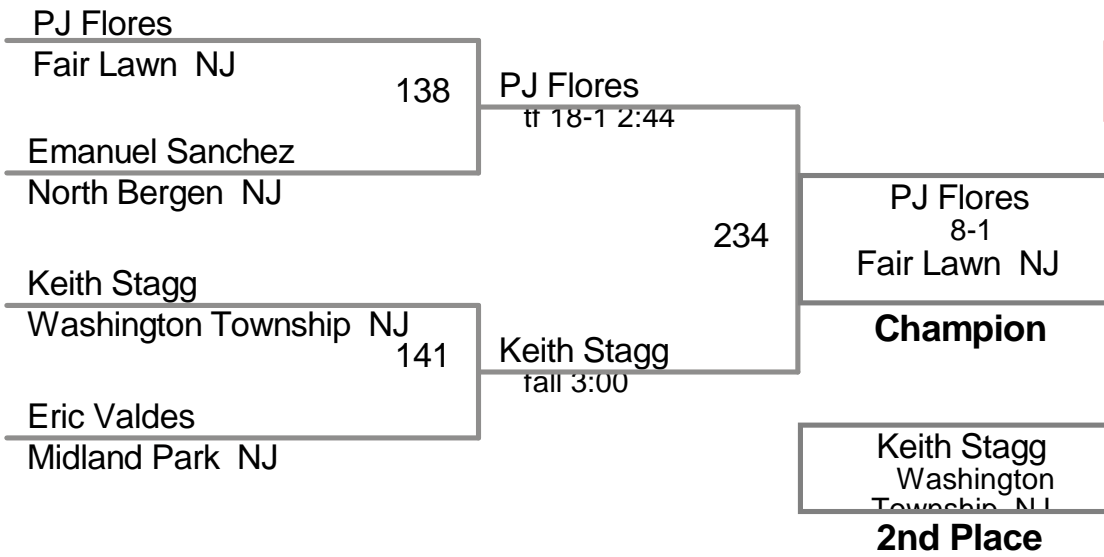 PJ Flores
Fair Lawn NJ
138
Emanuel Sanchez
North Bergen NJ
PJ Flores
tf 18-1 2:44
Keith Stagg
Washington Township NJ
141
Eric Valdes
Midland Park NJ
Keith Stagg
fall 3:00
234
PJ Flores
8-1
Fair Lawn NJ
Champion
Keith Stagg
Washington
Township NJ
2nd Place